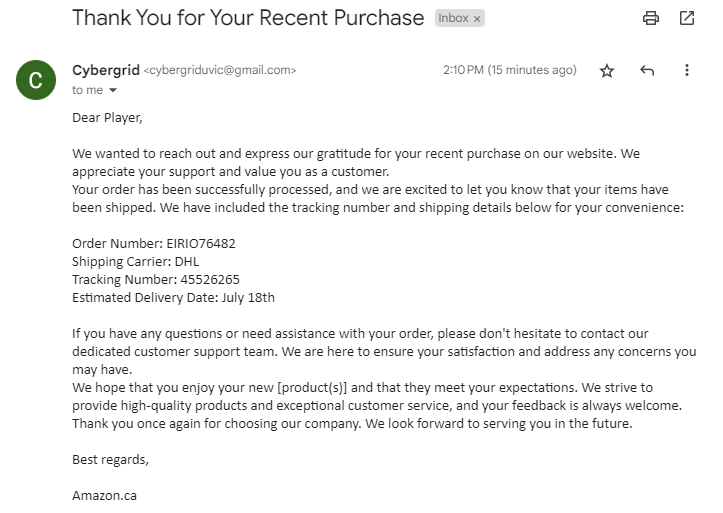 Thank You for Your Recent Purchase Inbox ×
C
Cybergrid <cybergriduvic@gmail.com> 2:10 PM (15 minutes ago)
to me
Dear Player,
We wanted to reach out and express our gratitude for your recent purchase on our website. We
appreciate your support and value you as a customer.
Your order has been successfully processed, and we are excited to let you know that your items have
been shipped. We have included the tracking number and shipping details below for your convenience:
Order Number: EIRIO76482
Shipping Carrier: DHL
Tracking Number: 45526265
Estimated Delivery Date: July 18th
If you have any questions or need assistance with your order, please don't hesitate to contact our
dedicated customer support team. We are here to ensure your satisfaction and address any concerns you
may have.
We hope that you enjoy your new [product(s)] and that they meet your expectations. We strive to
provide high-quality products and exceptional customer service, and your feedback is always welcome.
Thank you once again for choosing our company. We look forward to serving you in the future.
Best regards,
Amazon.ca